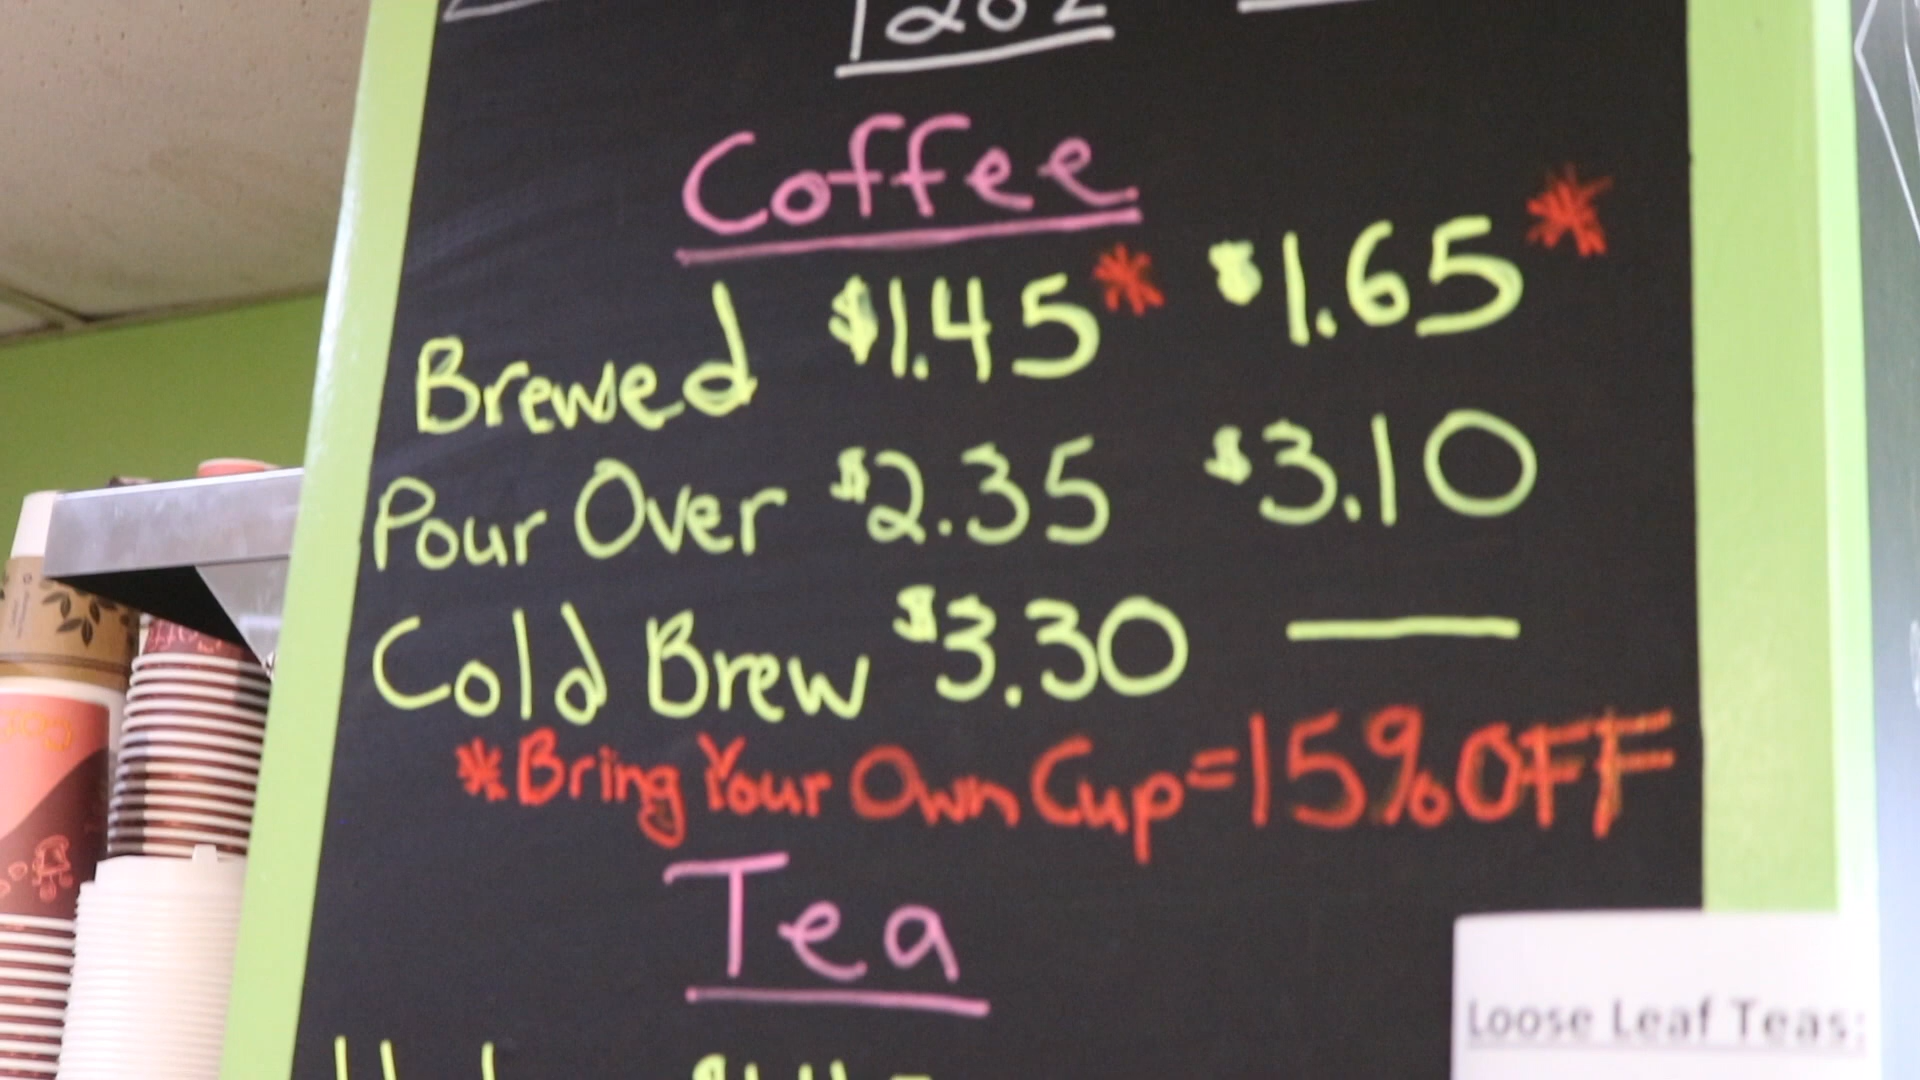 12oz
Coffee
Brewed $1.45* $1.65*
Pour Over $2.35 $3.10
Cold Brew $3.30 —
*Bring Your Own Cup=15% OFF
Tea
Loose Leaf Teas: